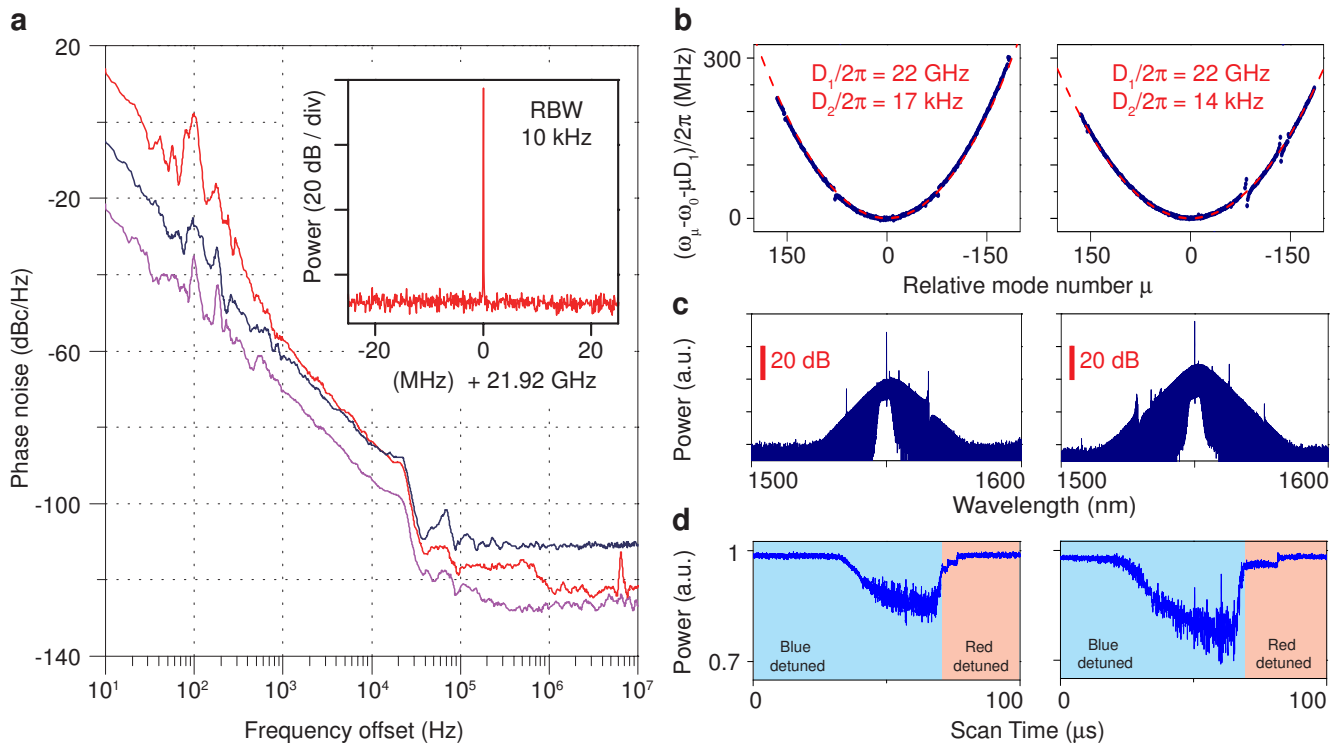 a
20
-20
-60
-100
-140
Phase noise (dBc/Hz)
10¹ 10² 10³ 10⁴ 10⁵ 10⁶ 10⁷
Frequency offset (Hz)
Power (20 dB / div)
RBW
10 kHz
-20 0 20
(MHz) + 21.92 GHz
b
(ω_μ-ω_0-μD_1)/2π (MHz)
300
0
D_1/2π = 22 GHz
D_2/2π = 17 kHz
D_1/2π = 22 GHz
D_2/2π = 14 kHz
150 0 -150 150 0 -150
Relative mode number μ
c
Power (a.u.)
20 dB
20 dB
1500 1600 1500 1600
Wavelength (nm)
d
Power (a.u.)
1
0.7
Blue
detuned
Red
detuned
Blue
detuned
Red
detuned
0 100 0 100
Scan Time (μs)